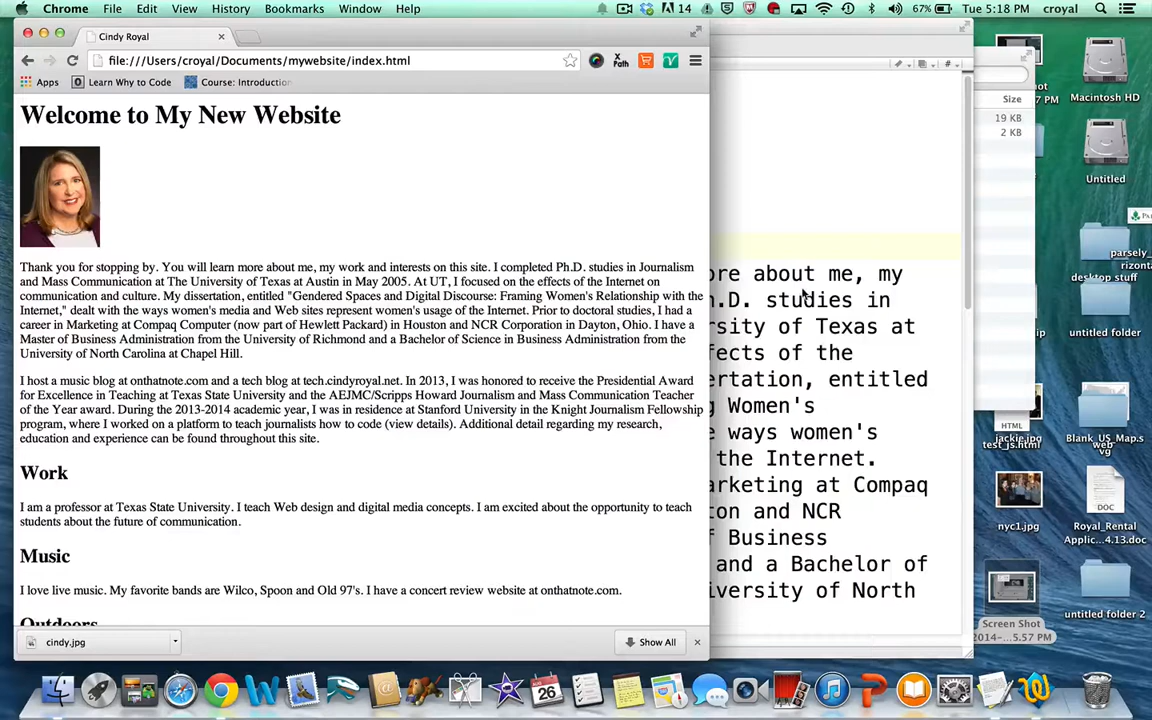 Chrome File Edit View History Bookmarks Window Help
14 67% Tue 5:18 PM croyal
Cindy Royal
file:///Users/croyal/Documents/mywebsite/index.html
Apps Learn Why to Code Course: Introduction
Welcome to My New Website
Thank you for stopping by. You will learn more about me, my work and interests on this site. I completed Ph.D. studies in Journalism
and Mass Communication at The University of Texas at Austin in May 2005. At UT, I focused on the effects of the Internet on
communication and culture. My dissertation, entitled "Gendered Spaces and Digital Discourse: Framing Women's Relationship with the
Internet," dealt with the ways women's media and Web sites represent women's usage of the Internet. Prior to doctoral studies, I had a
career in Marketing at Compaq Computer (now part of Hewlett Packard) in Houston and NCR Corporation in Dayton, Ohio. I have a
Master of Business Administration from the University of Richmond and a Bachelor of Science in Business Administration from the
University of North Carolina at Chapel Hill.
I host a music blog at onthatnote.com and a tech blog at tech.cindyroyal.net. In 2013, I was honored to receive the Presidential Award
for Excellence in Teaching at Texas State University and the AEJMC/Scripps Howard Journalism and Mass Communication Teacher
of the Year award. During the 2013-2014 academic year, I was in residence at Stanford University in the Knight Journalism Fellowship
program, where I worked on a platform to teach journalists how to code (view details). Additional detail regarding my research,
education and experience can be found throughout this site.
Work
I am a professor at Texas State University. I teach Web design and digital media concepts. I am excited about the opportunity to teach
students about the future of communication.
Music
I love live music. My favorite bands are Wilco, Spoon and Old 97's. I have a concert review website at onthatnote.com.
Outdoors
cindy.jpg
Show All
ore about me, my
h.D. studies in
rsity of Texas at
fects of the
ertation, entitled
g Women's
e ways women's
the Internet.
arketing at Compaq
ton and NCR
f Business
and a Bachelor of
iversity of North
Size
19 KB
2 KB
Macintosh HD
Untitled
desktop stuff
untitled folder
jackie.jpg
HTML
test_js.html
Blank_US_Map.s
vg
nyc1.jpg
DOC
Royal_Rental
Applic...4.13.doc
Screen Shot
2014-...5.57 PM
untitled folder 2